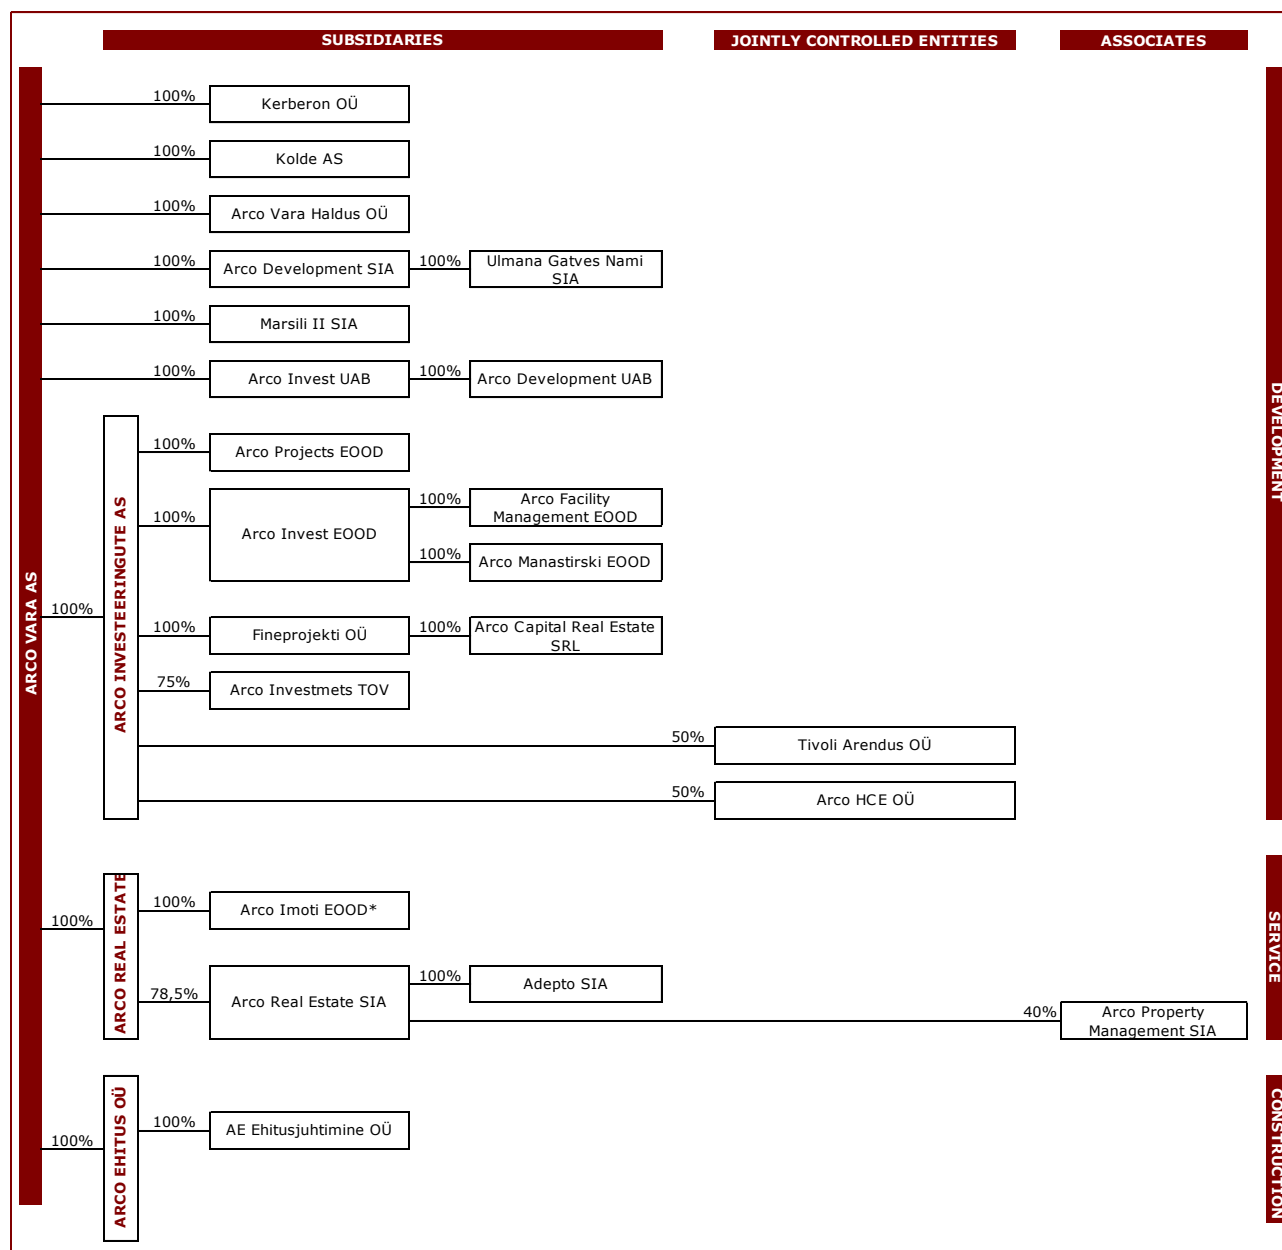 SUBSIDIARIES
JOINTLY CONTROLLED ENTITIES
ASSOCIATES
ARCO VARA AS
DEVELOPMENT
100%
Kerberon OÜ
100%
Kolde AS
100%
Arco Vara Haldus OÜ
100%
Arco Development SIA
100%
Ulmana Gatves Nami
SIA
100%
Marsili II SIA
100%
Arco Invest UAB
100%
Arco Development UAB
100%
ARCO INVESTEERINGUTE AS
100%
Arco Projects EOOD
100%
Arco Invest EOOD
100%
Arco Facility
Management EOOD
100%
Arco Manastirski EOOD
100%
Fineprojekti OÜ
100%
Arco Capital Real Estate
SRL
75%
Arco Investmets TOV
50%
Tivoli Arendus OÜ
50%
Arco HCE OÜ
100%
ARCO REAL ESTATE
SERVICE
100%
Arco Imoti EOOD*
78,5%
Arco Real Estate SIA
100%
Adepto SIA
40%
Arco Property
Management SIA
100%
ARCO EHITUS OÜ
CONSTRUCTION
100%
AE Ehitusjuhtimine OÜ